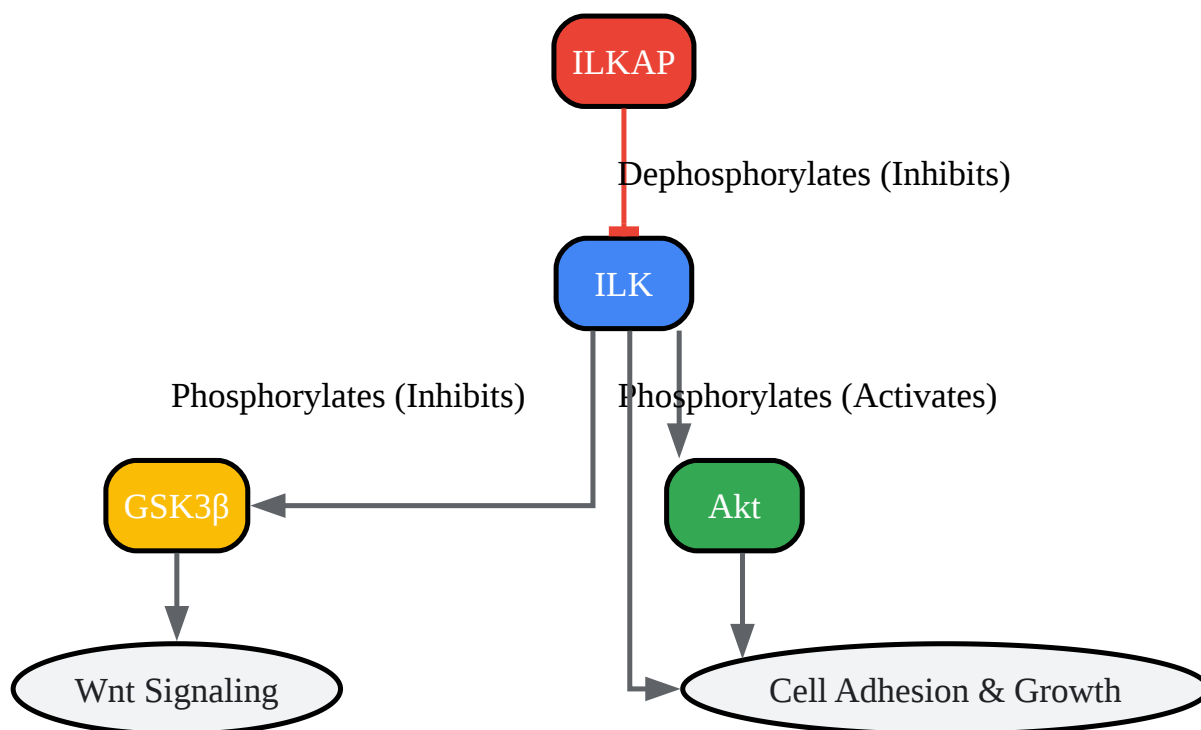 ILKAP
Dephosphorylates (Inhibits)
ILK
Phosphorylates (Inhibits)
Phosphorylates (Activates)
GSK3β
Akt
Wnt Signaling
Cell Adhesion & Growth